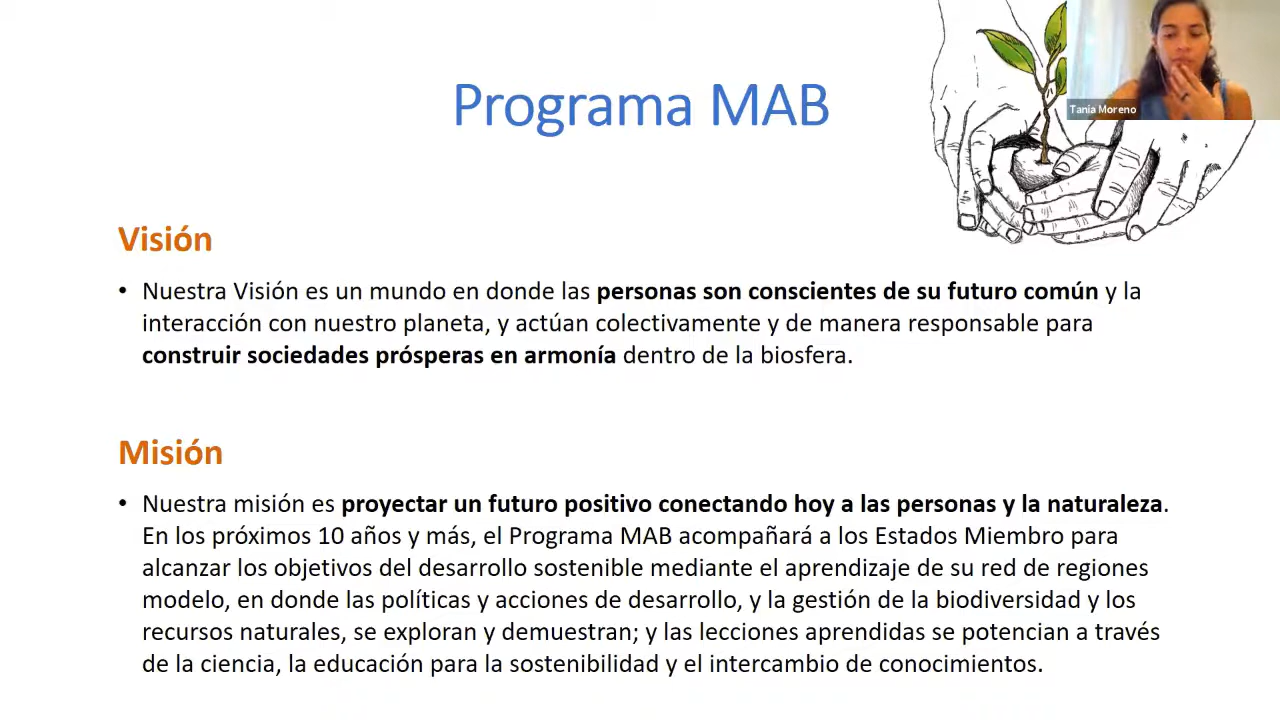 Programa MAB
Tania Moreno
Visión
• Nuestra Visión es un mundo en donde las personas son conscientes de su futuro común y la
interacción con nuestro planeta, y actúan colectivamente y de manera responsable para
construir sociedades prósperas en armonía dentro de la biosfera.
Misión
• Nuestra misión es proyectar un futuro positivo conectando hoy a las personas y la naturaleza.
En los próximos 10 años y más, el Programa MAB acompañará a los Estados Miembro para
alcanzar los objetivos del desarrollo sostenible mediante el aprendizaje de su red de regiones
modelo, en donde las políticas y acciones de desarrollo, y la gestión de la biodiversidad y los
recursos naturales, se exploran y demuestran; y las lecciones aprendidas se potencian a través
de la ciencia, la educación para la sostenibilidad y el intercambio de conocimientos.